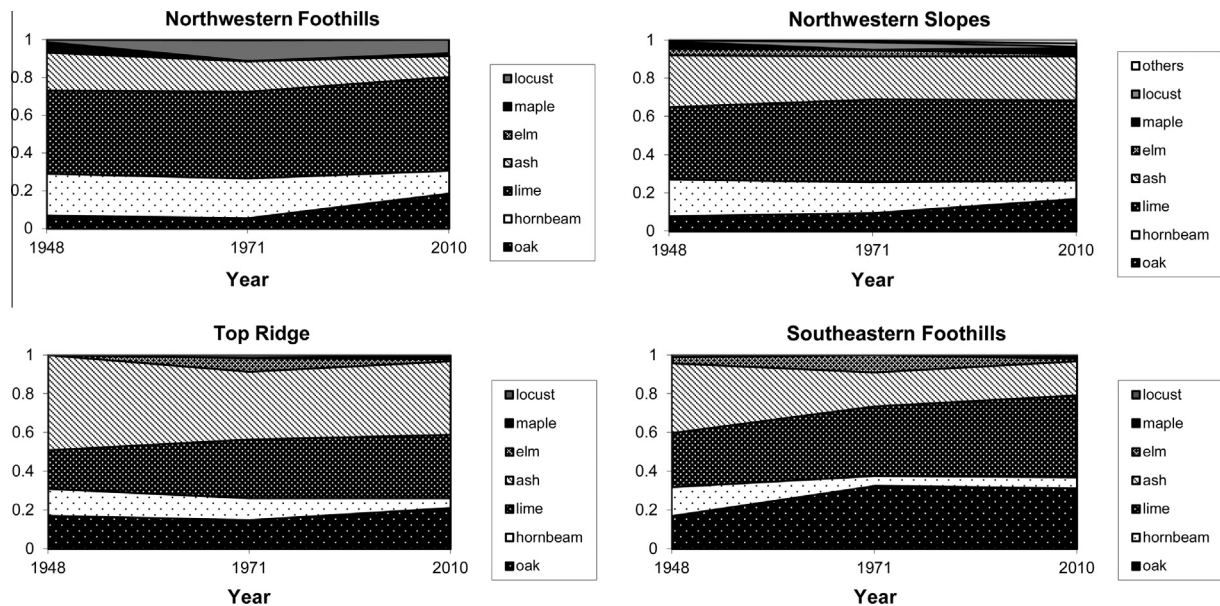 Northwestern Foothills
1
0.8
0.6
0.4
0.2
0
1948 1971 2010
Year
locust
maple
elm
ash
lime
hornbeam
oak
Northwestern Slopes
1
0.8
0.6
0.4
0.2
0
1948 1971 2010
Year
others
locust
maple
elm
ash
lime
hornbeam
oak
Top Ridge
1
0.8
0.6
0.4
0.2
0
1948 1971 2010
Year
locust
maple
elm
ash
lime
hornbeam
oak
Southeastern Foothills
1
0.8
0.6
0.4
0.2
0
1948 1971 2010
Year
locust
maple
elm
ash
lime
hornbeam
oak